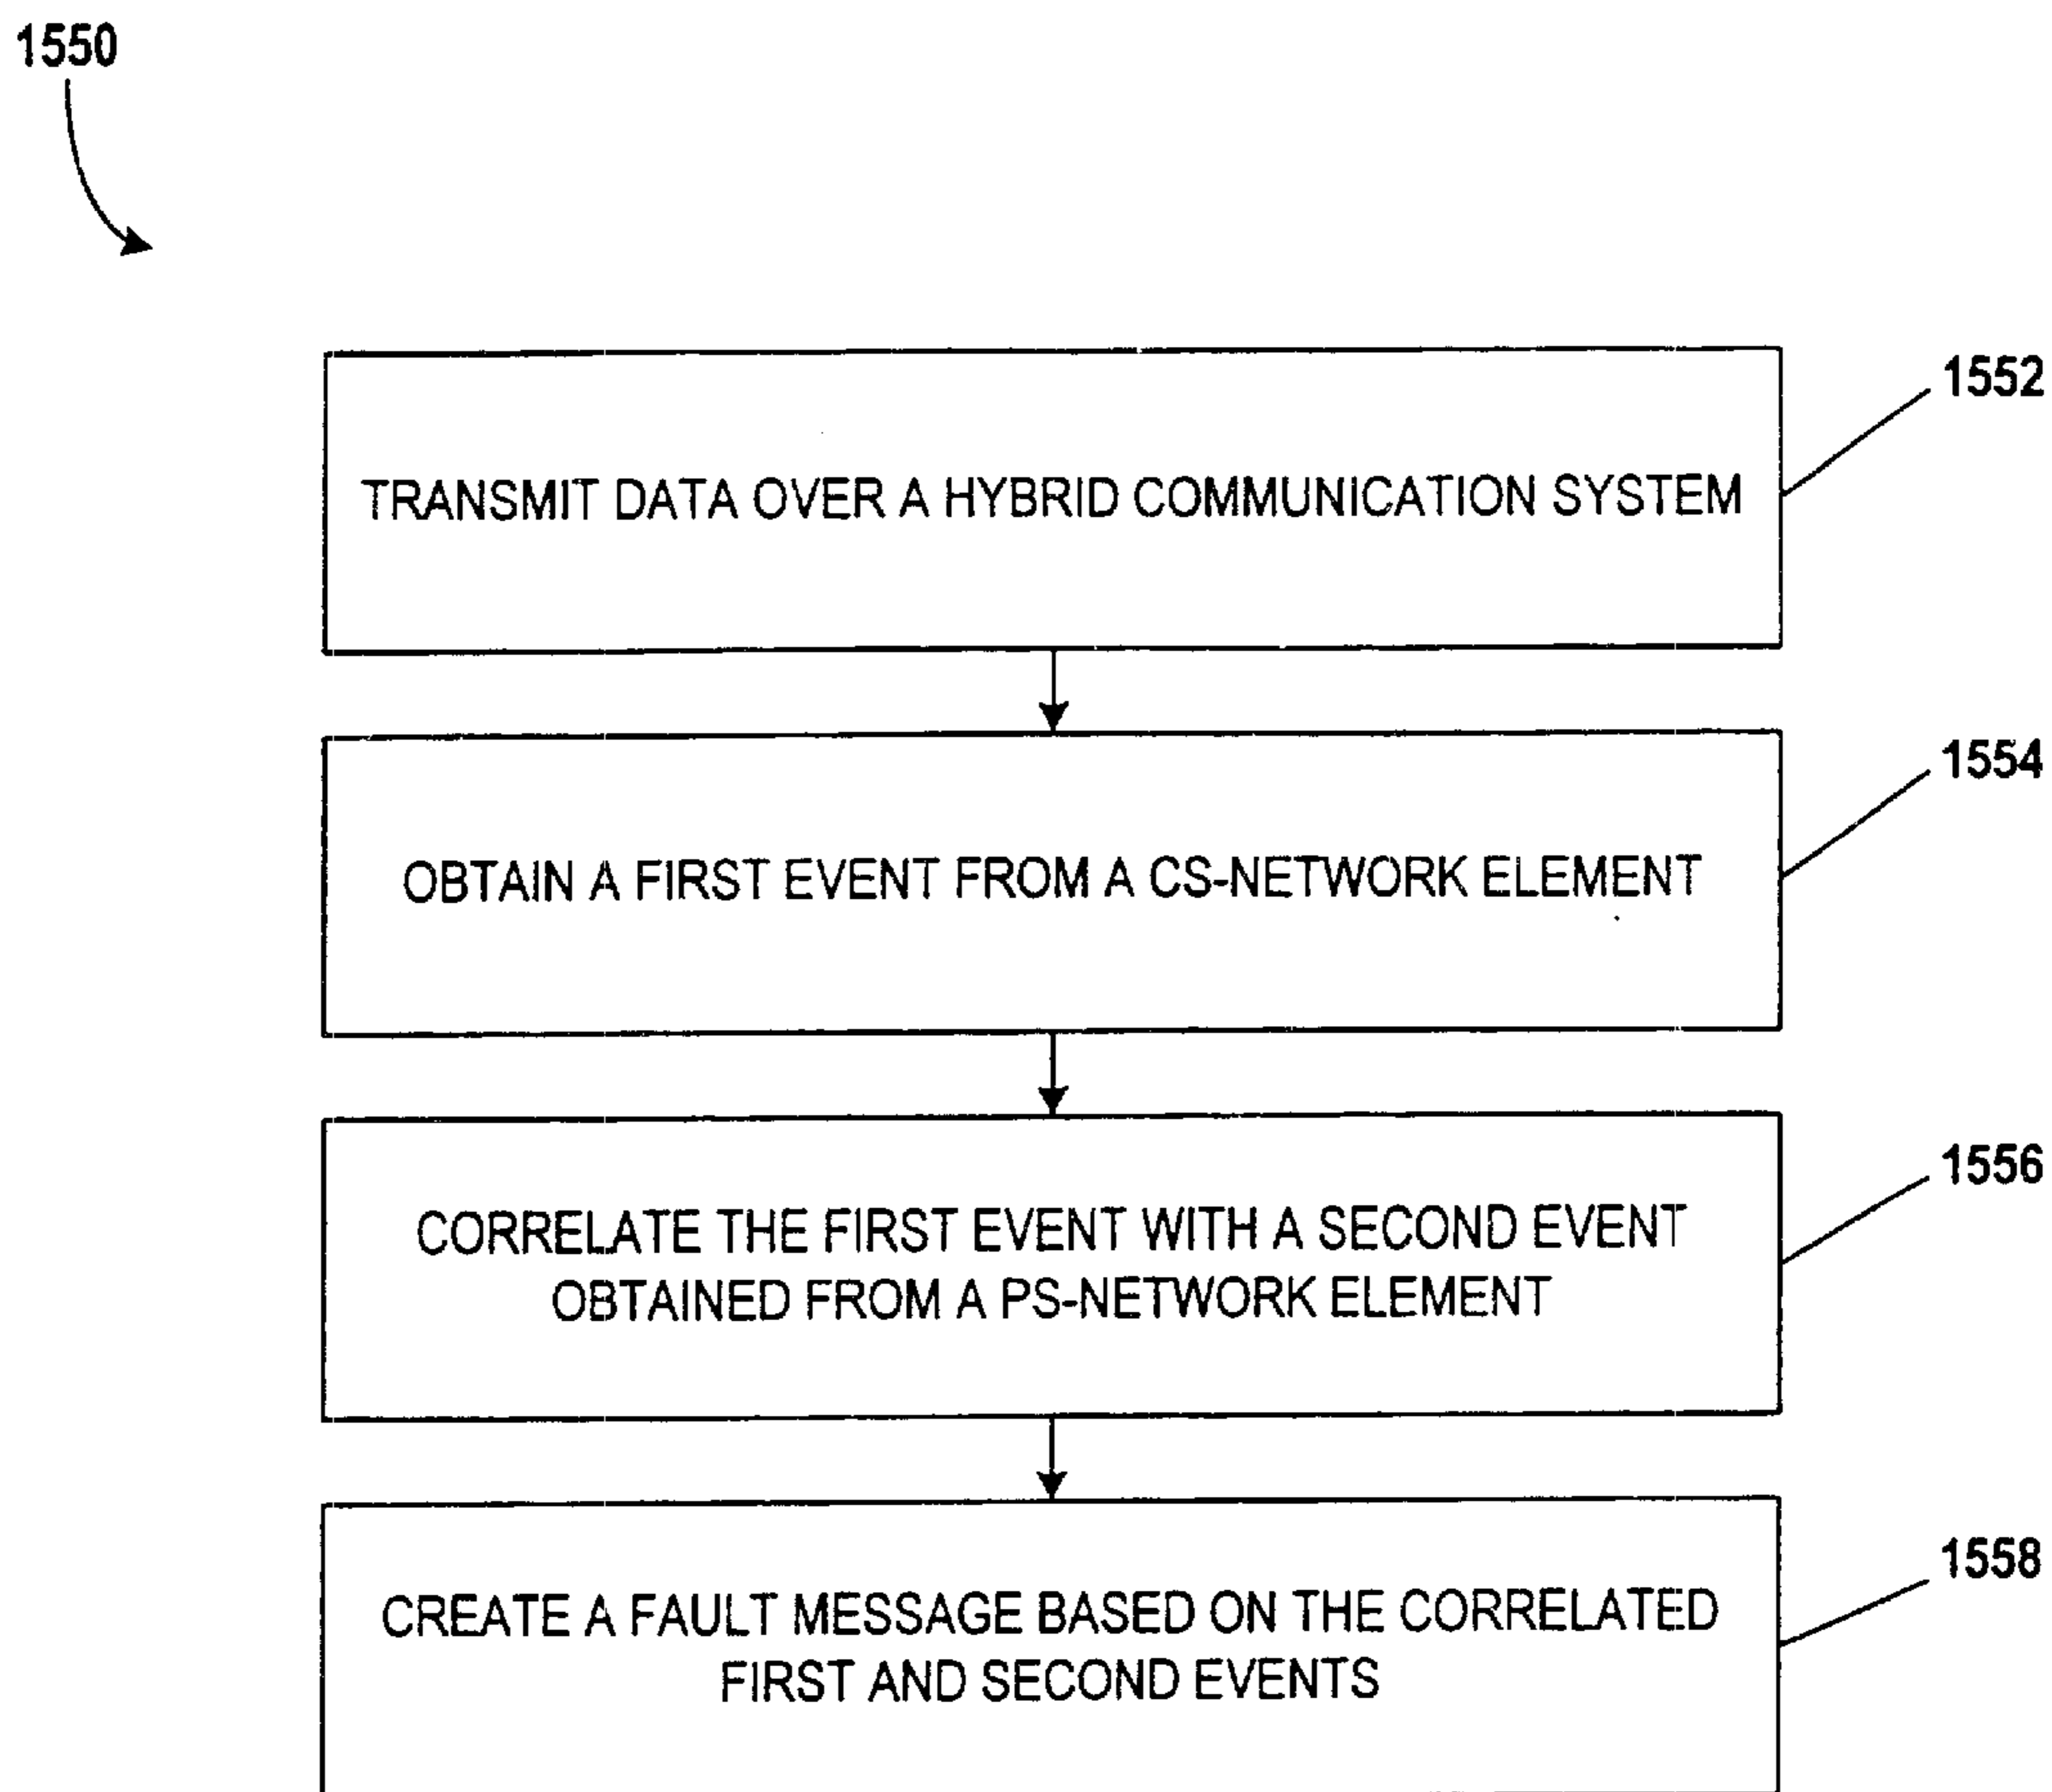 1550
1552
TRANSMIT DATA OVER A HYBRID COMMUNICATION SYSTEM
1554
OBTAIN A FIRST EVENT FROM A CS-NETWORK ELEMENT
1556
CORRELATE THE FIRST EVENT WITH A SECOND EVENT
OBTAINED FROM A PS-NETWORK ELEMENT
1558
CREATE A FAULT MESSAGE BASED ON THE CORRELATED
FIRST AND SECOND EVENTS